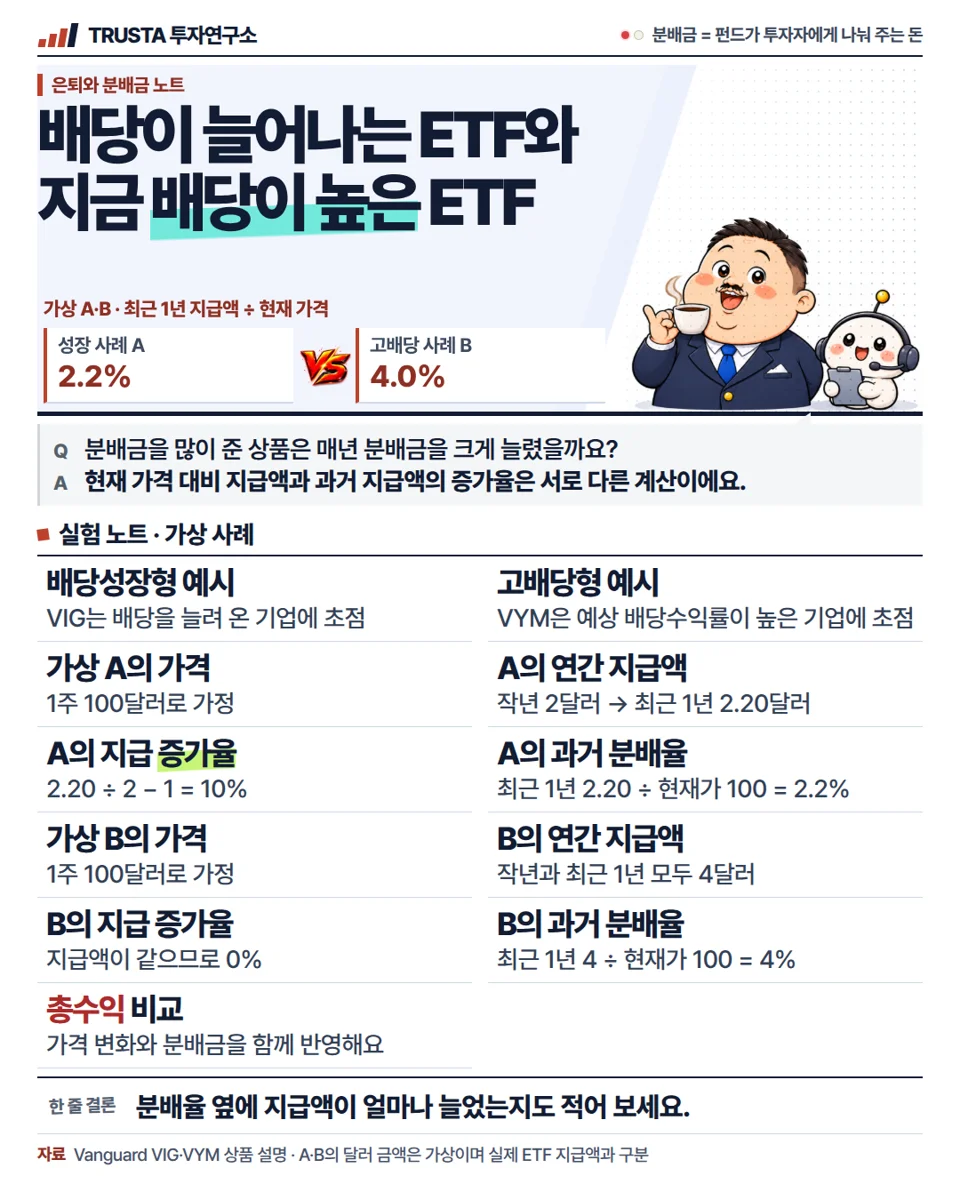 TRUSTA 투자연구소
분배금 = 펀드가 투자자에게 나눠 주는 돈
은퇴와 분배금 노트
배당이 늘어나는 ETF와
지금 배당이 높은 ETF
가상 A·B · 최근 1년 지급액 ÷ 현재 가격
성장 사례 A
2.2%
VS
고배당 사례 B
4.0%
Q 분배금을 많이 준 상품은 매년 분배금을 크게 늘렸을까요?
A 현재 가격 대비 지급액과 과거 지급액의 증가율은 서로 다른 계산이에요.
실험 노트 · 가상 사례
배당성장형 예시
VIG는 배당을 늘려 온 기업에 초점
고배당형 예시
VYM은 예상 배당수익률이 높은 기업에 초점
가상 A의 가격
1주 100달러로 가정
A의 연간 지급액
작년 2달러 → 최근 1년 2.20달러
A의 지급 증가율
2.20 ÷ 2 − 1 = 10%
A의 과거 분배율
최근 1년 2.20 ÷ 현재가 100 = 2.2%
가상 B의 가격
1주 100달러로 가정
B의 연간 지급액
작년과 최근 1년 모두 4달러
B의 지급 증가율
지급액이 같으므로 0%
B의 과거 분배율
최근 1년 4 ÷ 현재가 100 = 4%
총수익 비교
가격 변화와 분배금을 함께 반영해요
한 줄 결론 분배율 옆에 지급액이 얼마나 늘었는지도 적어 보세요.
자료 Vanguard VIG·VYM 상품 설명 · A·B의 달러 금액은 가상이며 실제 ETF 지급액과 구분